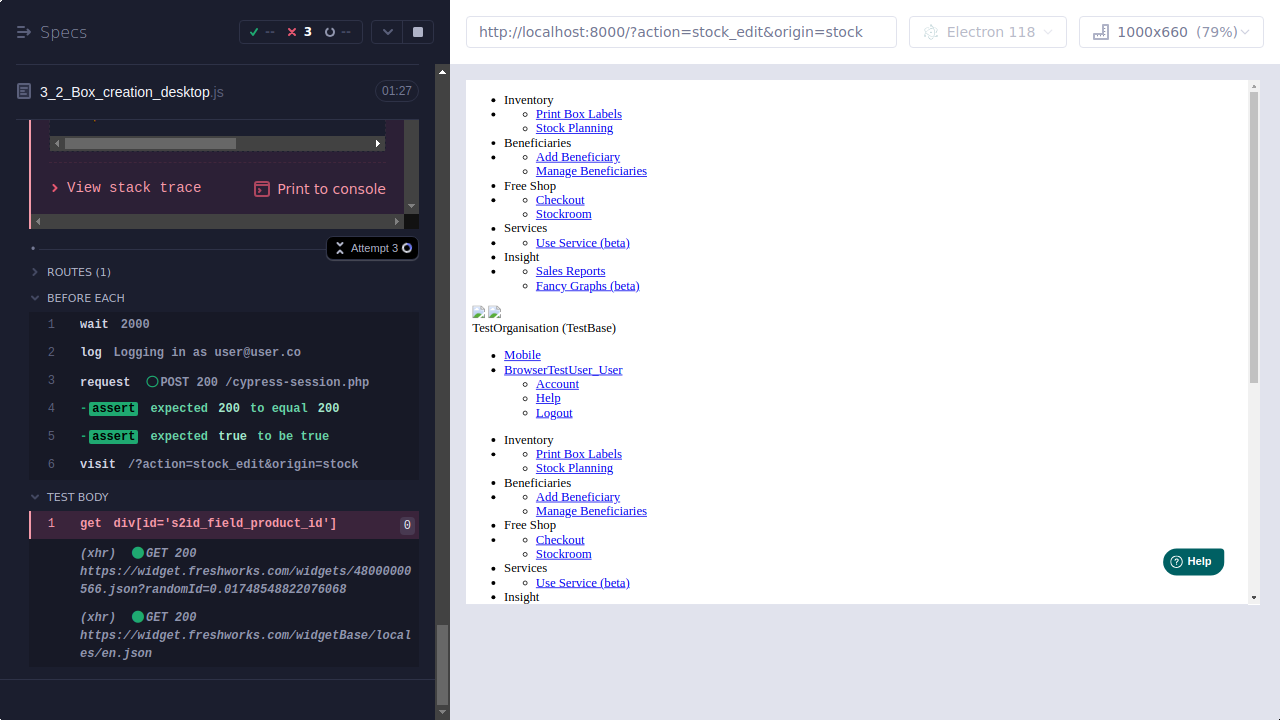 Specs
--
3
--
http://localhost:8000/?action=stock_edit&origin=stock
Electron 118
1000x660 (79%)
3_2_Box_creation_desktop.js
01:27
View stack trace
Print to console
Attempt 3
ROUTES (1)
BEFORE EACH
1 wait 2000
2 log Logging in as user@user.co
3 request POST 200 /cypress-session.php
4 -assert expected 200 to equal 200
5 -assert expected true to be true
6 visit /?action=stock_edit&origin=stock
TEST BODY
1 get div[id='s2id_field_product_id'] 0
(xhr) GET 200
https://widget.freshworks.com/widgets/48000000
566.json?randomId=0.01748548822076068
(xhr) GET 200
https://widget.freshworks.com/widgetBase/local
es/en.json
Inventory
Print Box Labels
Stock Planning
Beneficiaries
Add Beneficiary
Manage Beneficiaries
Free Shop
Checkout
Stockroom
Services
Use Service (beta)
Insight
Sales Reports
Fancy Graphs (beta)
TestOrganisation (TestBase)
Mobile
BrowserTestUser_User
Account
Help
Logout
Inventory
Print Box Labels
Stock Planning
Beneficiaries
Add Beneficiary
Manage Beneficiaries
Free Shop
Checkout
Stockroom
Services
Use Service (beta)
Insight
Help